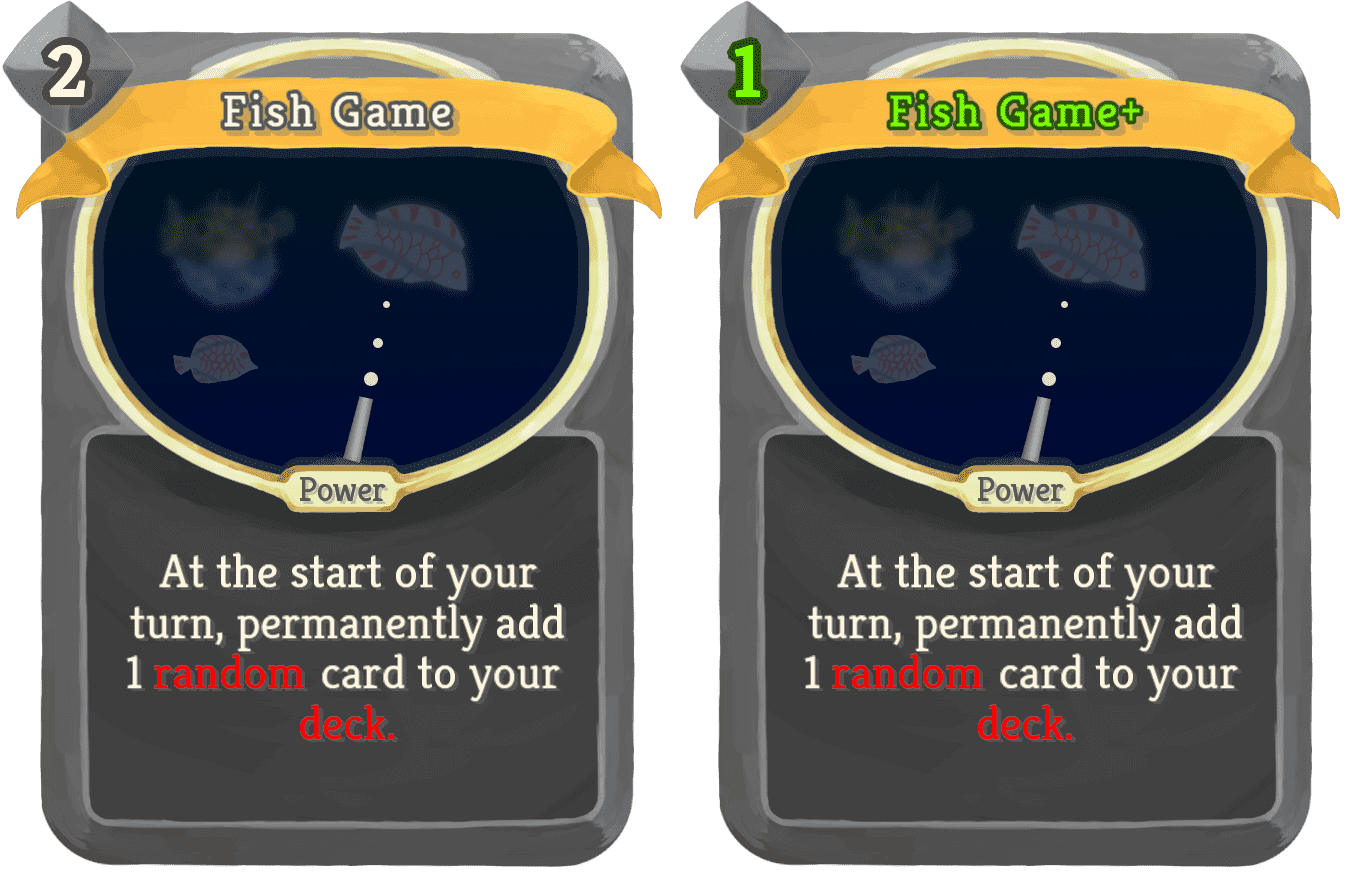 2
Fish Game
Power
At the start of your
turn, permanently add
1 random card to your
deck.
1
Fish Game+
Power
At the start of your
turn, permanently add
1 random card to your
deck.